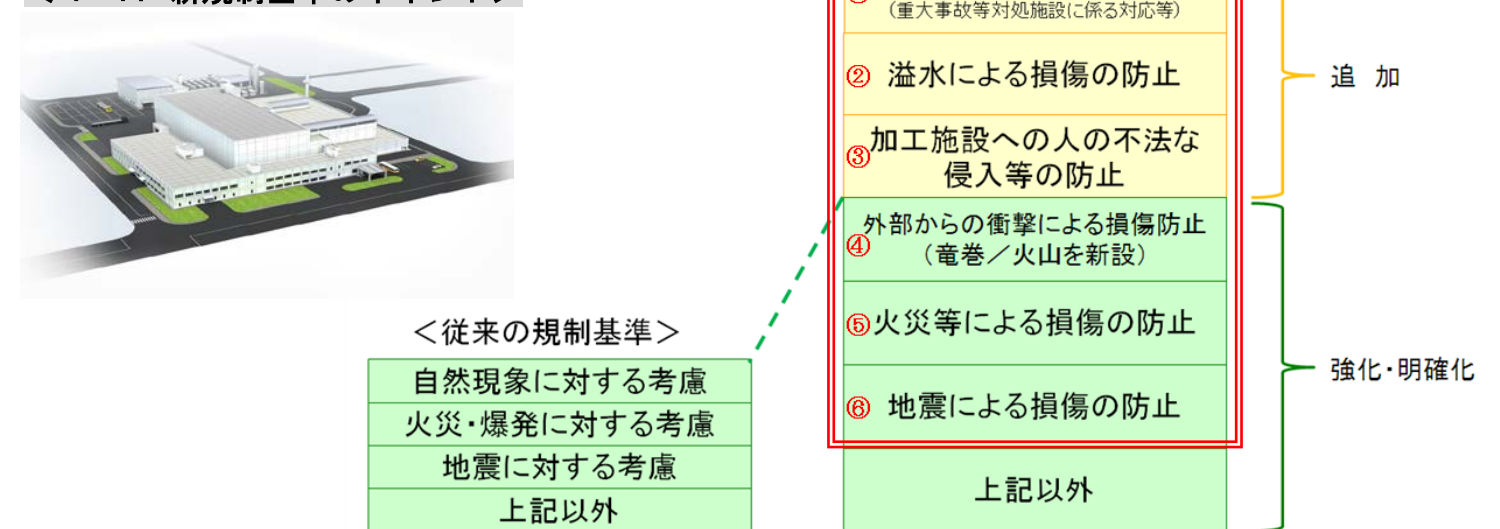 (重大事故等対処施設に係る対応等)
② 溢水による損傷の防止
③ 加工施設への人の不法な
侵入等の防止
追 加
④ 外部からの衝撃による損傷防止
(竜巻/火山を新設)
⑤ 火災等による損傷の防止
⑥ 地震による損傷の防止
上記以外
強化・明確化
<従来の規制基準>
自然現象に対する考慮
火災・爆発に対する考慮
地震に対する考慮
上記以外